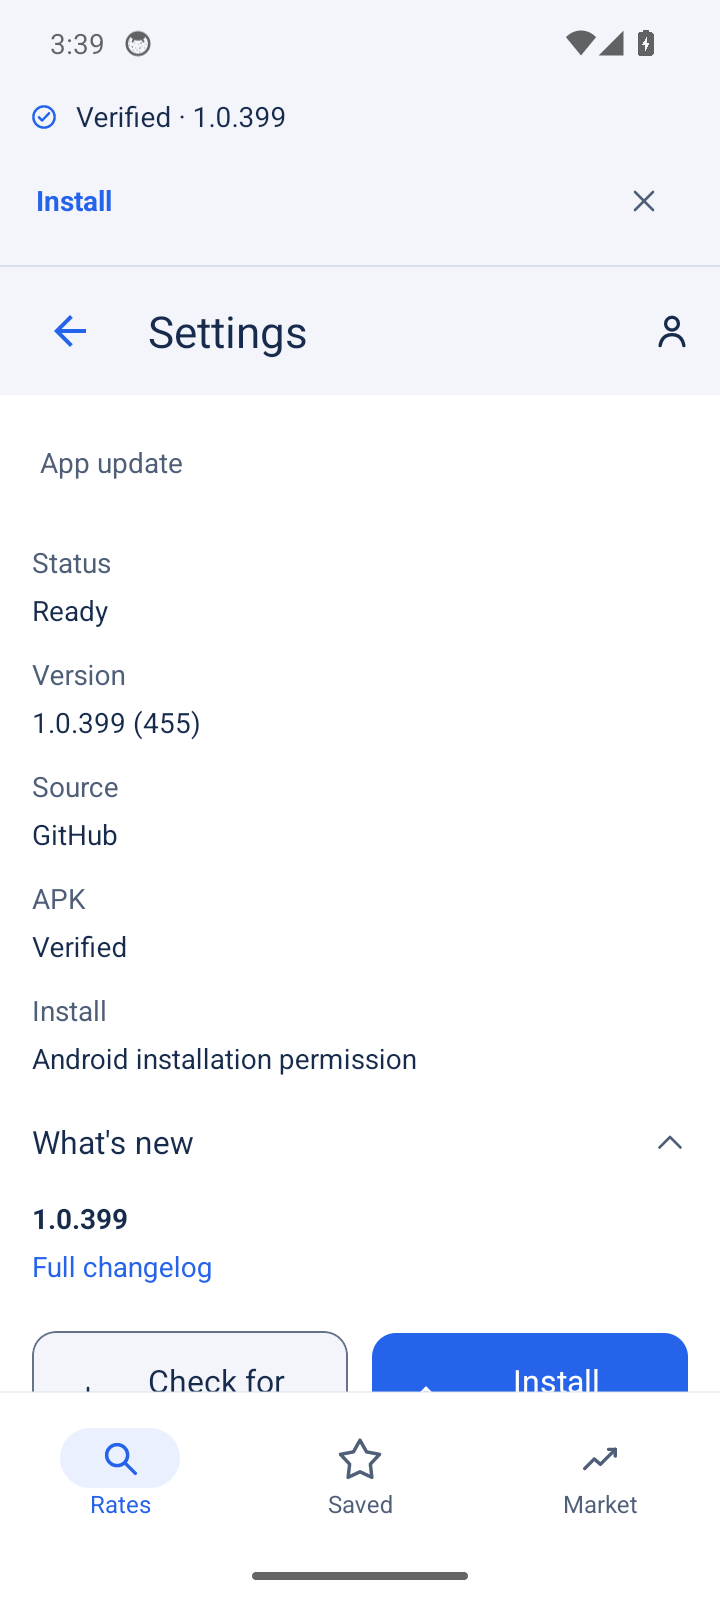 3:39
Verified · 1.0.399
Install
Settings
App update
Status
Ready
Version
1.0.399 (455)
Source
GitHub
APK
Verified
Install
Android installation permission
What's new
1.0.399
Full changelog
Check for
Install
Rates
Saved
Market